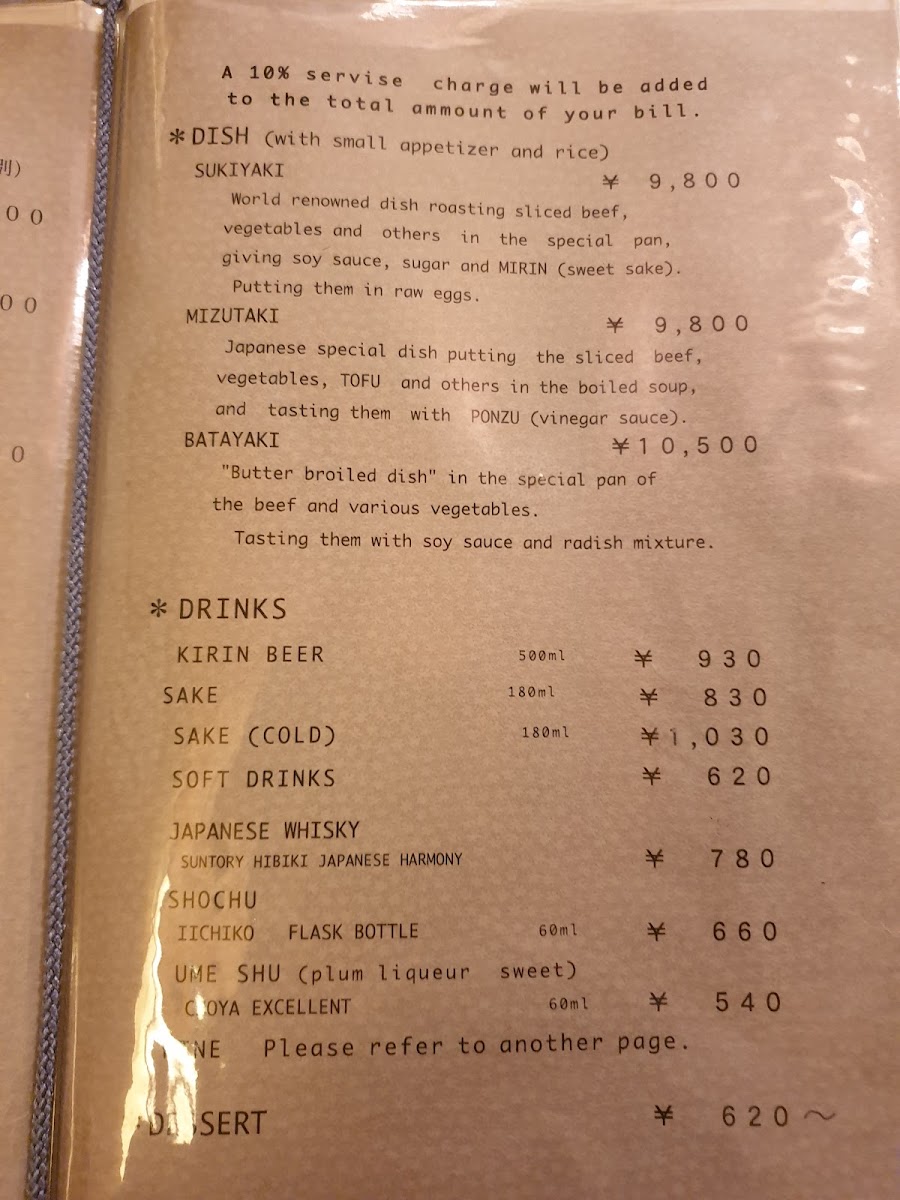 別)
00
00
0
A 10% servise charge will be added
to the total ammount of your bill.
*DISH (with small appetizer and rice)
SUKIYAKI ¥ 9,800
World renowned dish roasting sliced beef,
vegetables and others in the special pan,
giving soy sauce, sugar and MIRIN (sweet sake).
Putting them in raw eggs.
MIZUTAKI ¥ 9,800
Japanese special dish putting the sliced beef,
vegetables, TOFU and others in the boiled soup,
and tasting them with PONZU (vinegar sauce).
BATAYAKI ¥10,500
"Butter broiled dish" in the special pan of
the beef and various vegetables.
Tasting them with soy sauce and radish mixture.
* DRINKS
KIRIN BEER 500ml ¥ 930
SAKE 180ml ¥ 830
SAKE (COLD) 180ml ¥1,030
SOFT DRINKS ¥ 620
JAPANESE WHISKY
SUNTORY HIBIKI JAPANESE HARMONY ¥ 780
SHOCHU
IICHIKO FLASK BOTTLE 60ml ¥ 660
UME SHU (plum liqueur sweet)
CHOYA EXCELLENT 60ml ¥ 540
WINE Please refer to another page.
DESSERT ¥ 620～